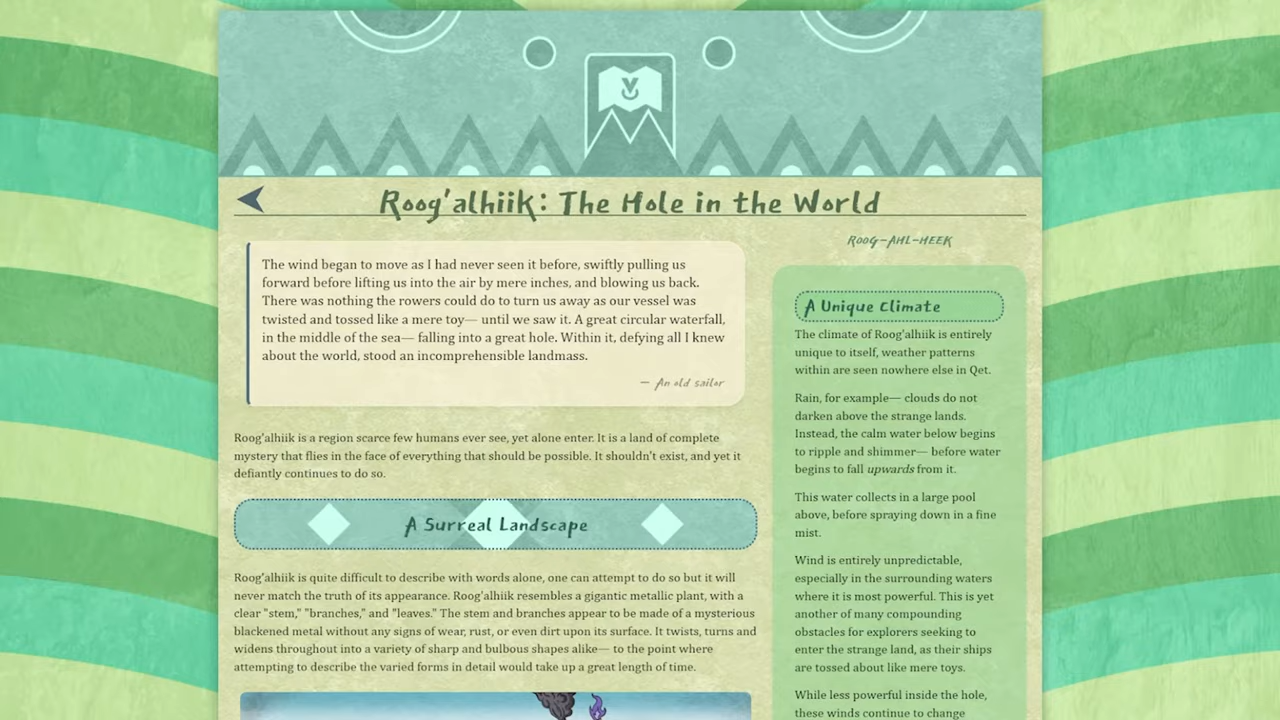 Roog'alhiik: The Hole in the World
The wind began to move as I had never seen it before, swiftly pulling us
forward before lifting us into the air by mere inches, and blowing us back.
There was nothing the rowers could do to turn us away as our vessel was
twisted and tossed like a mere toy— until we saw it. A great circular waterfall,
in the middle of the sea— falling into a great hole. Within it, defying all I knew
about the world, stood an incomprehensible landmass.
— An old sailor
Roog'alhiik is a region scarce few humans ever see, yet alone enter. It is a land of complete
mystery that flies in the face of everything that should be possible. It shouldn't exist, and yet it
defiantly continues to do so.
A Surreal Landscape
Roog'alhiik is quite difficult to describe with words alone, one can attempt to do so but it will
never match the truth of its appearance. Roog'alhiik resembles a gigantic metallic plant, with a
clear "stem," "branches," and "leaves." The stem and branches appear to be made of a mysterious
blackened metal without any signs of wear, rust, or even dirt upon its surface. It twists, turns and
widens throughout into a variety of sharp and bulbous shapes alike— to the point where
attempting to describe the varied forms in detail would take up a great length of time.
ROOG-AHL-HEEK
A Unique Climate
The climate of Roog'alhiik is entirely
unique to itself, weather patterns
within are seen nowhere else in Qet.
Rain, for example— clouds do not
darken above the strange lands.
Instead, the calm water below begins
to ripple and shimmer— before water
begins to fall upwards from it.
This water collects in a large pool
above, before spraying down in a fine
mist.
Wind is entirely unpredictable,
especially in the surrounding waters
where it is most powerful. This is yet
another of many compounding
obstacles for explorers seeking to
enter the strange land, as their ships
are tossed about like mere toys.
While less powerful inside the hole,
these winds continue to change